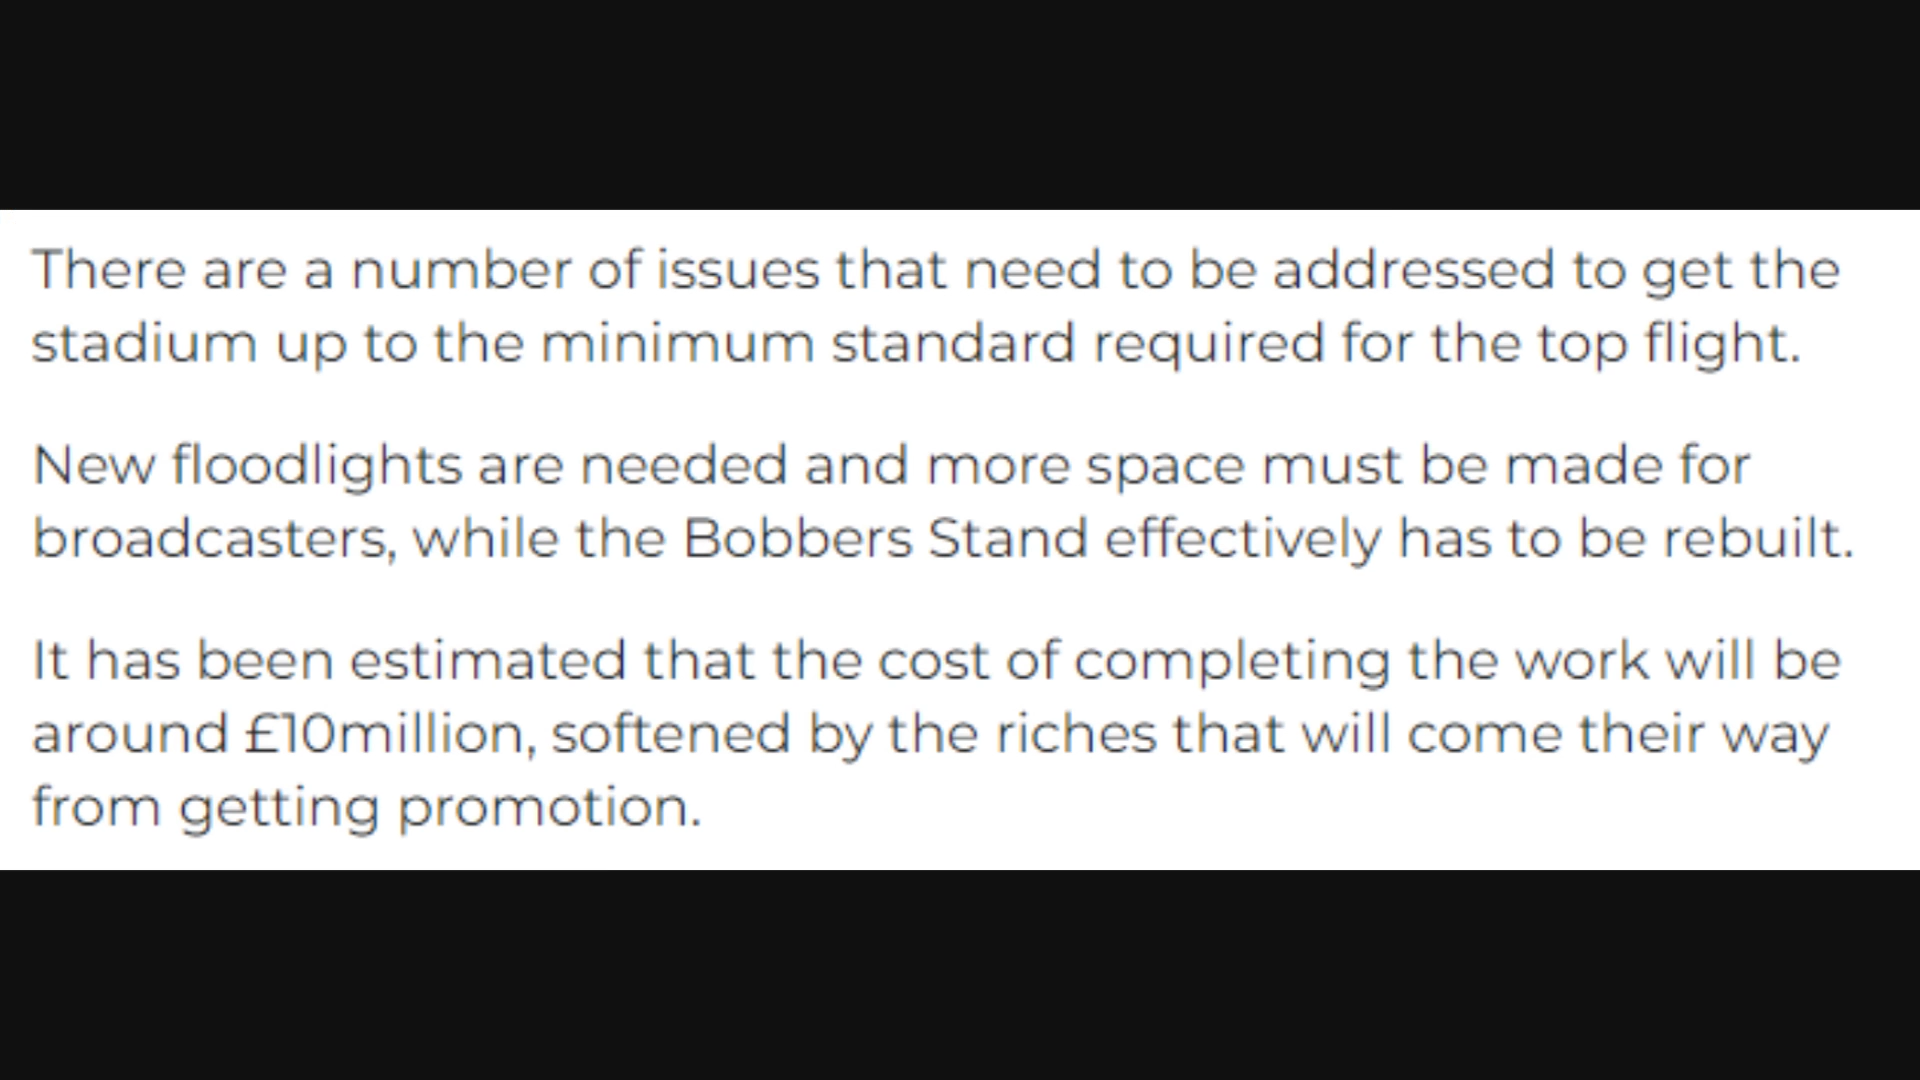 There are a number of issues that need to be addressed to get the
stadium up to the minimum standard required for the top flight.
New floodlights are needed and more space must be made for
broadcasters, while the Bobbers Stand effectively has to be rebuilt.
It has been estimated that the cost of completing the work will be
around £10million, softened by the riches that will come their way
from getting promotion.